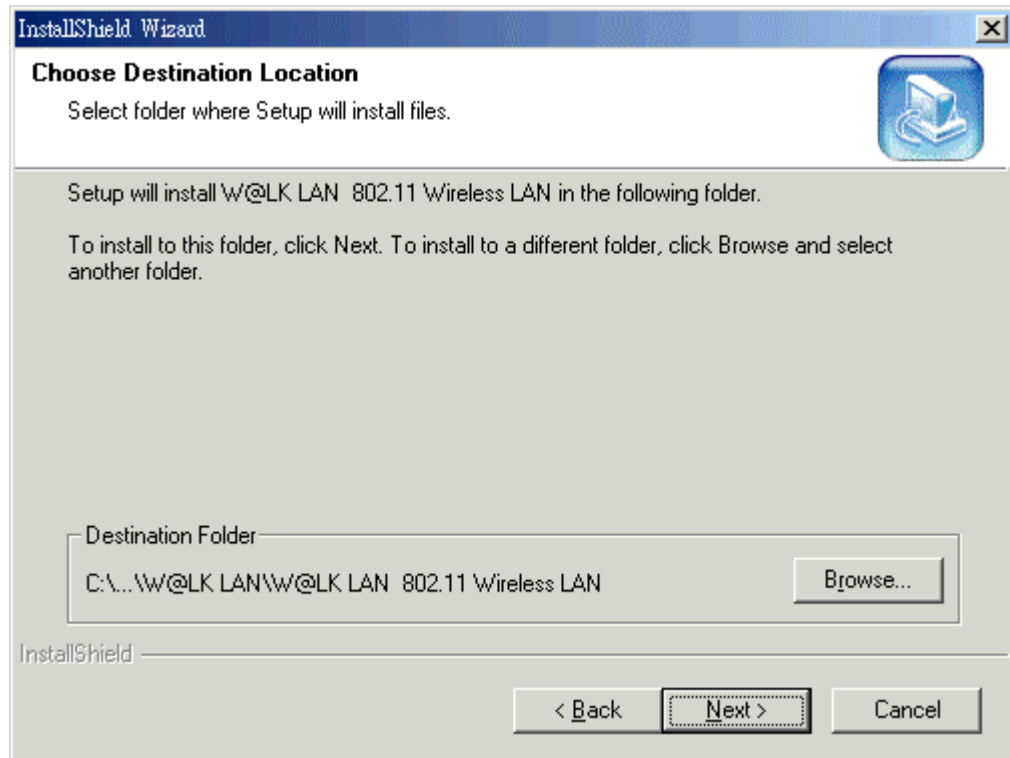 InstallShield Wizard
Choose Destination Location
Select folder where Setup will install files.
Setup will install W@LK LAN  802.11 Wireless LAN in the following folder.
To install to this folder, click Next. To install to a different folder, click Browse and select
another folder.
Destination Folder
C:\...\W@LK LAN\W@LK LAN  802.11 Wireless LAN
Browse...
InstallShield
< Back
Next >
Cancel